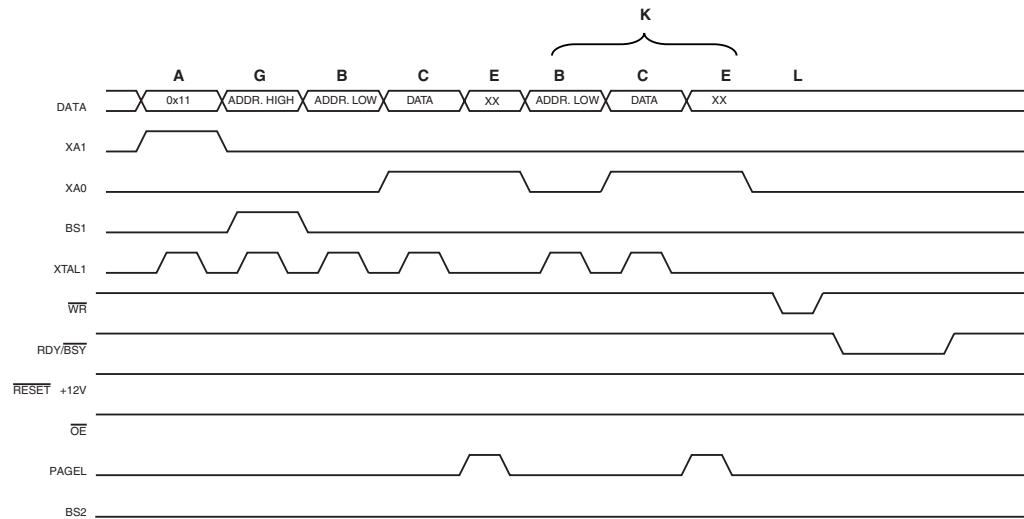 K
A G B C E B C E L
DATA 0x11 ADDR. HIGH ADDR. LOW DATA XX ADDR. LOW DATA XX
XA1
XA0
BS1
XTAL1
WR
RDY/BSY
RESET +12V
OE
PAGEL
BS2